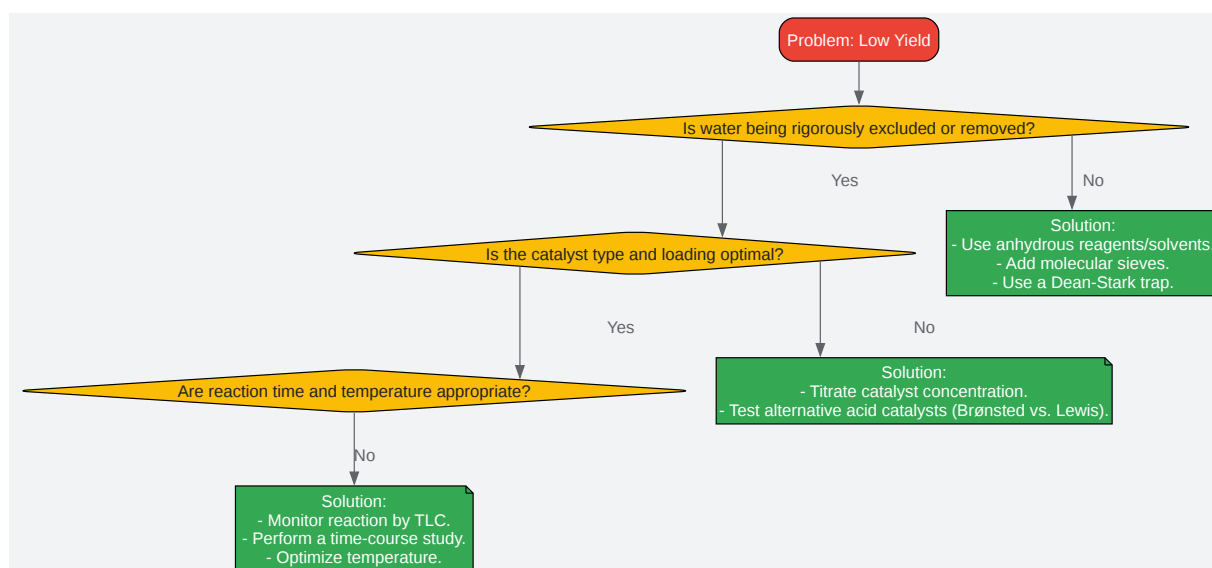 Problem: Low Yield
Is water being rigorously excluded or removed?
Yes
No
Solution:
- Use anhydrous reagents/solvents
- Add molecular sieves.
- Use a Dean-Stark trap.
Is the catalyst type and loading optimal?
Yes
No
Solution:
- Titrate catalyst concentration.
- Test alternative acid catalysts (Brønsted vs. Lewis).
Are reaction time and temperature appropriate?
No
Solution:
- Monitor reaction by TLC.
- Perform a time-course study.
- Optimize temperature.